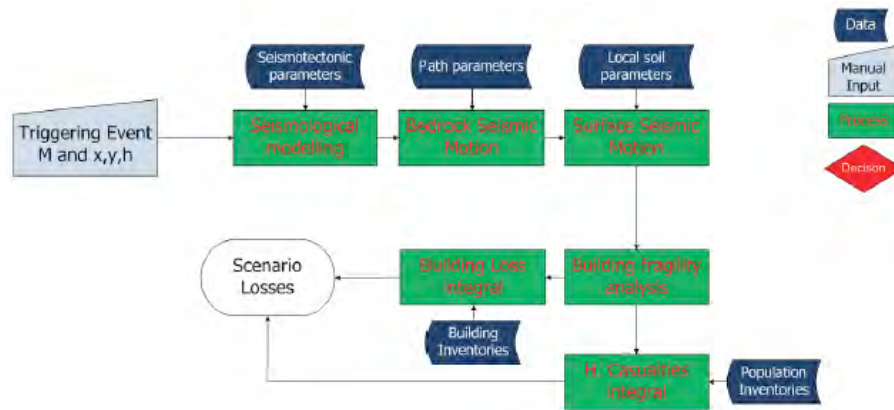 Seismotectonic
parameters
Path parameters
Local soil
parameters
Data
Manual
Input
Triggering Event
M and x,y,h
Seismological
modelling
Bedrock Seismic
Motion
Surface Seismic
Motion
Process
Decison
Scenario
Losses
Building Loss
integral
Building fragility
analysis
Building
Inventories
H. Casualties
integral
Population
Inventories